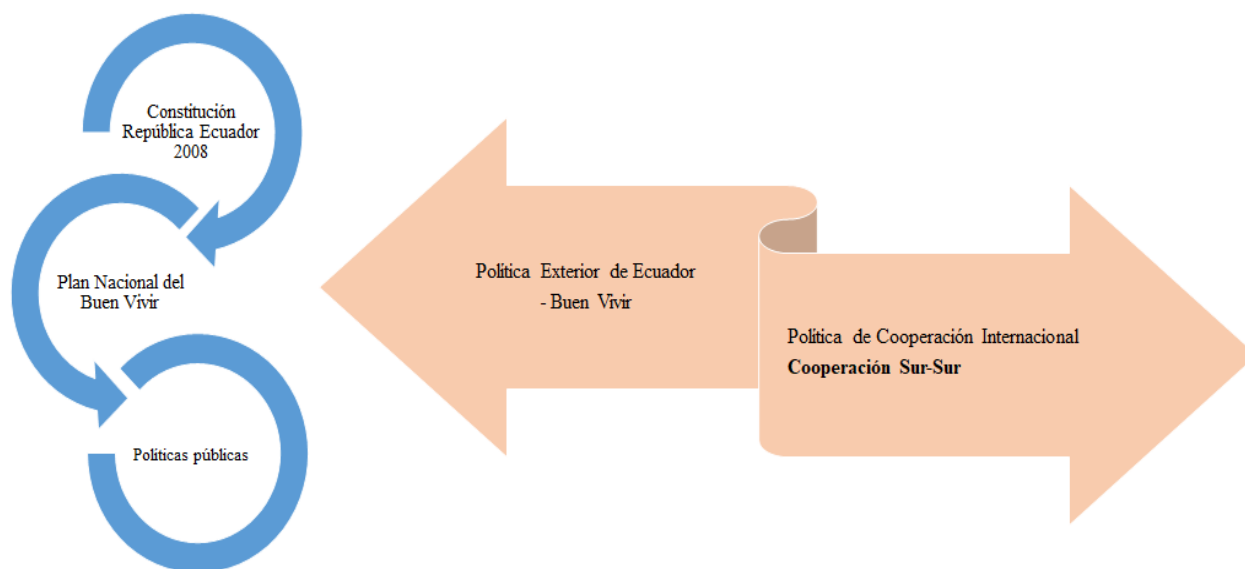 Constitución
República Ecuador
2008
Plan Nacional del
Buen Vivir
Políticas públicas
Política Exterior de Ecuador
- Buen Vivir
Política de Cooperación Internacional
Cooperación Sur-Sur